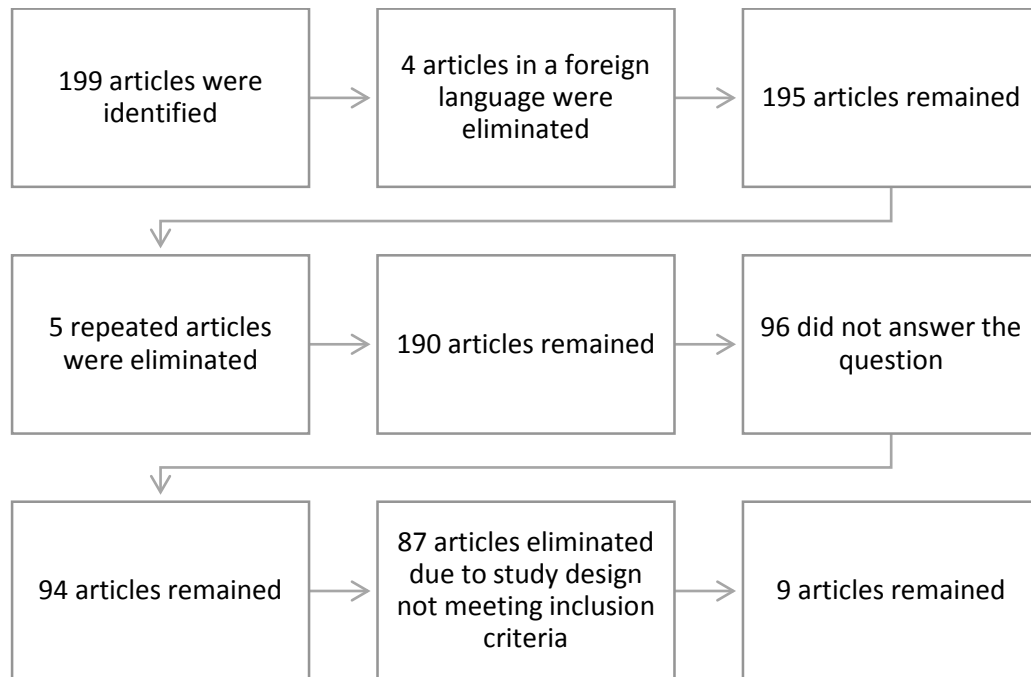 199 articles were
identified
4 articles in a foreign
language were
eliminated
195 articles remained
5 repeated articles
were eliminated
190 articles remained
96 did not answer the
question
94 articles remained
87 articles eliminated
due to study design
not meeting inclusion
criteria
9 articles remained